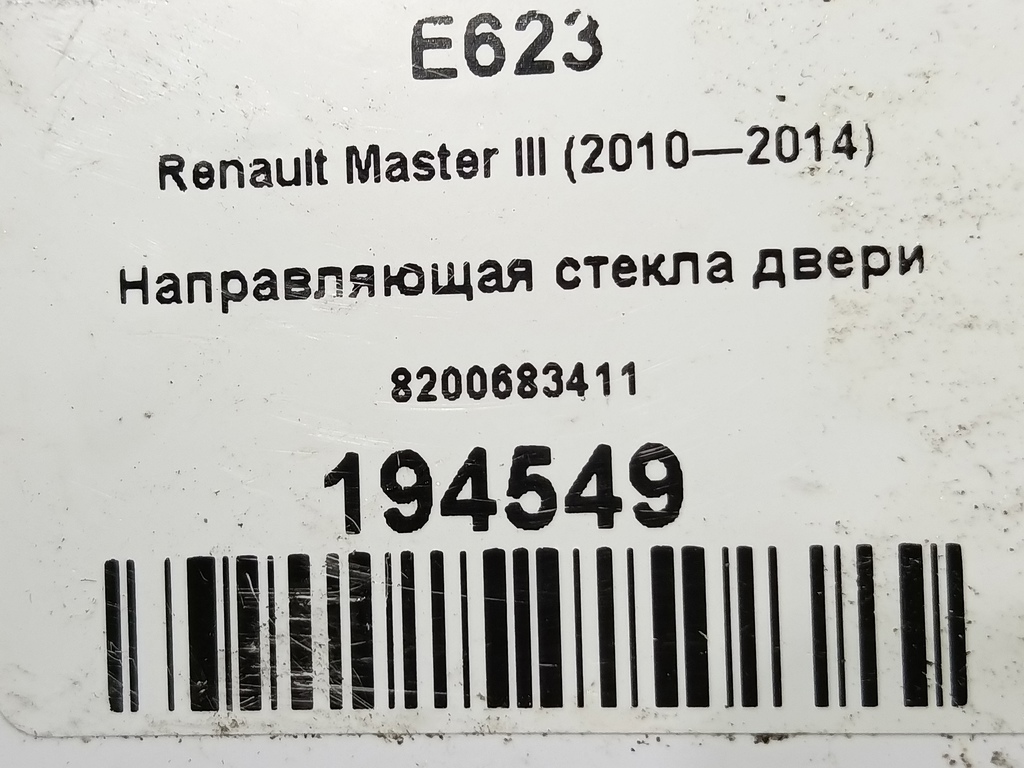 E623
Renault Master III (2010—2014)
Направляющая стекла двери
8200683411
194549